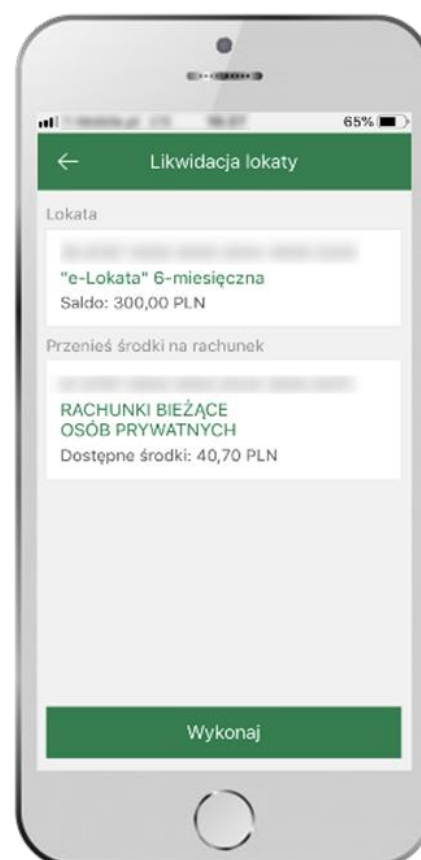 65%
Likwidacja lokaty
Lokata
"e-Lokata" 6-miesięczna
Saldo: 300,00 PLN
Przenieś środki na rachunek
RACHUNKI BIEŻĄCE
OSÓB PRYWATNYCH
Dostępne środki: 40,70 PLN
Wykonaj